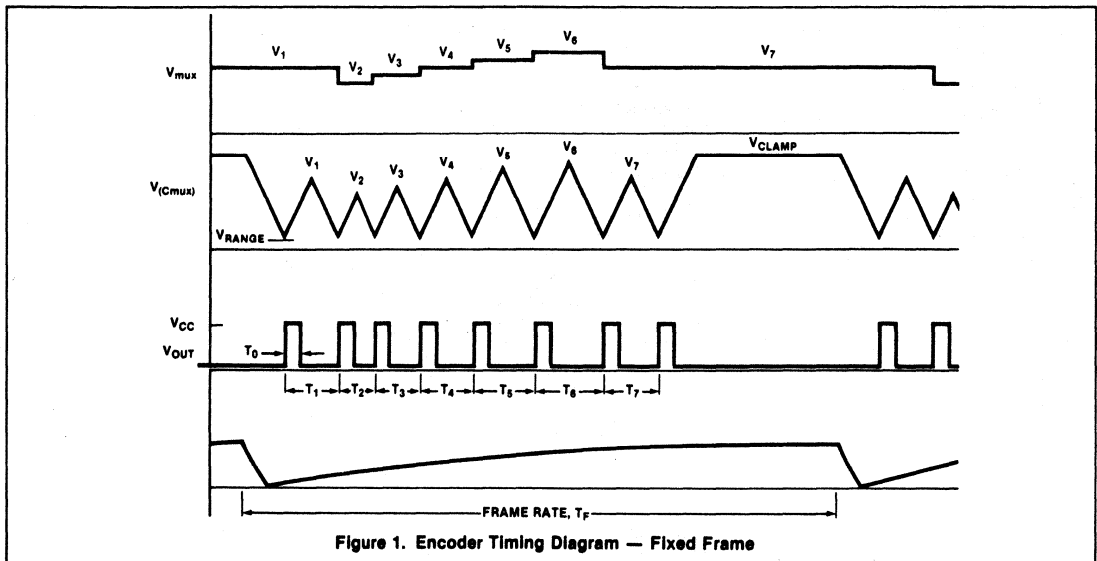 V1 V2 V3 V4 V5 V6 V7
Vmux
V1 V2 V3 V4 V5 V6 V7 VCLAMP
V(Cmux)
VRANGE
VCC
VOUT
T0
T1 T2 T3 T4 T5 T6 T7
FRAME RATE, TF
Figure 1. Encoder Timing Diagram — Fixed Frame